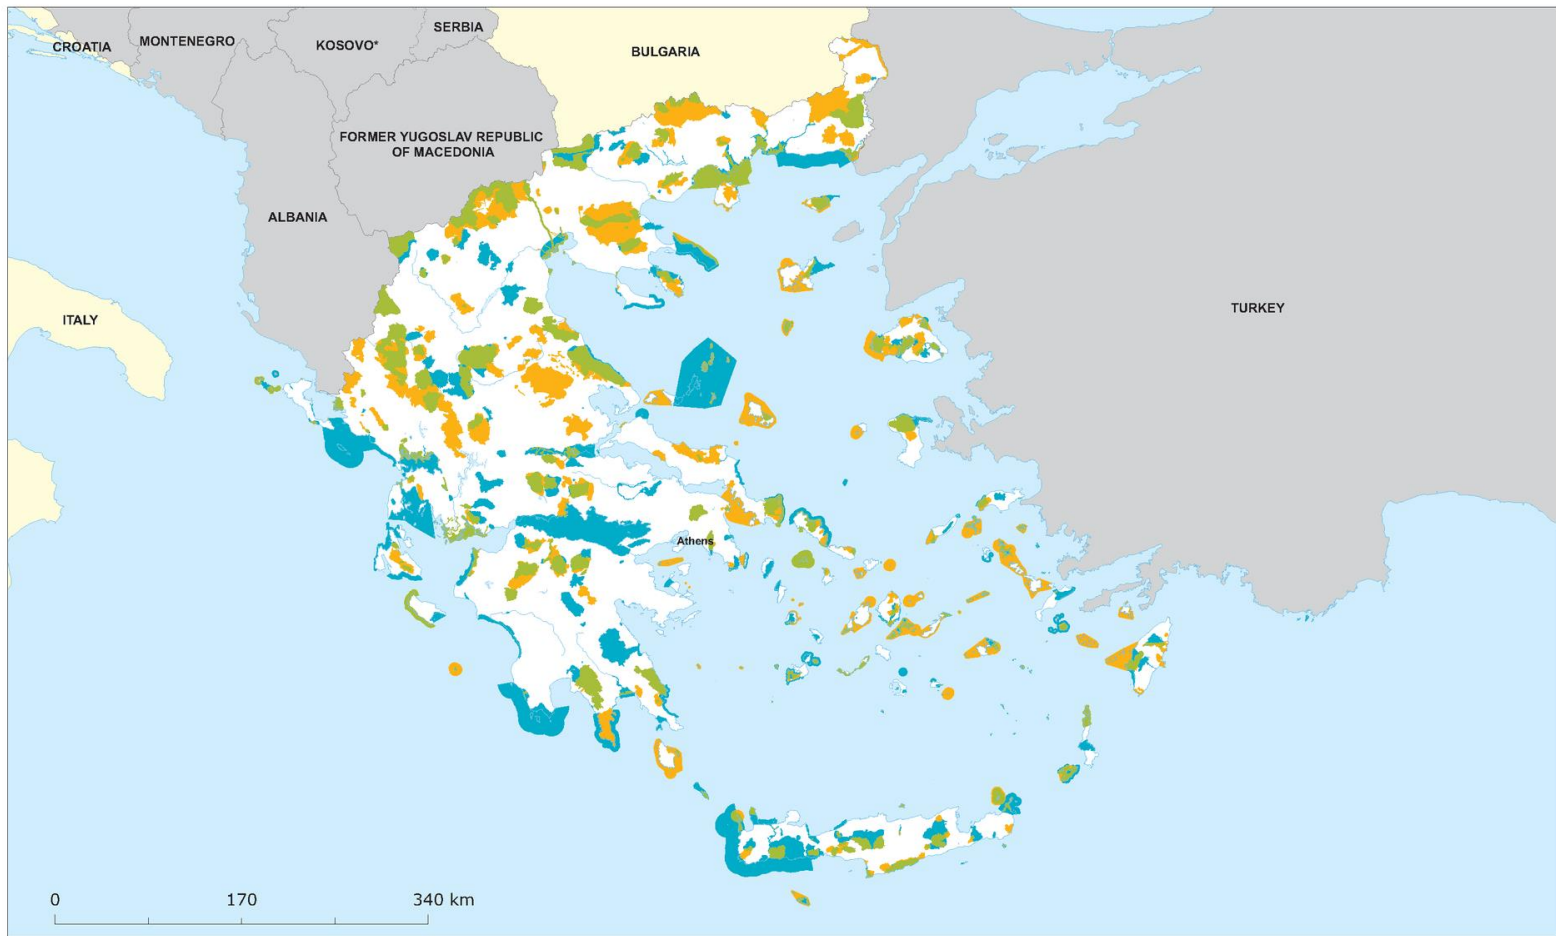 SERBIA
CROATIA
MONTENEGRO
KOSOVO*
BULGARIA
FORMER YUGOSLAV REPUBLIC
OF MACEDONIA
ALBANIA
ITALY
TURKEY
Athens
0
170
340 km